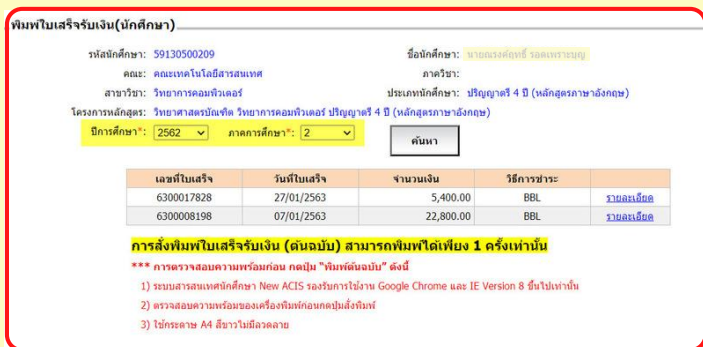 พิมพ์ใบเสร็จรับเงิน(นักศึกษา)
รหัสนักศึกษา: 59130500209 ชื่อนักศึกษา:
คณะ: คณะเทคโนโลยีสารสนเทศ ภาควิชา:
สาขาวิชา: วิทยาการคอมพิวเตอร์ ประเภทนักศึกษา: ปริญญาตรี 4 ปี (หลักสูตรภาษาอังกฤษ)
โครงการหลักสูตร: วิทยาศาสตรบัณฑิต วิทยาการคอมพิวเตอร์ ปริญญาตรี 4 ปี (หลักสูตรภาษาอังกฤษ)
ปีการศึกษา*: 2562 ภาคการศึกษา*: 2 ค้นหา
เลขที่ใบเสร็จ วันที่ใบเสร็จ จำนวนเงิน วิธีการชำระ
6300017828 27/01/2563 5,400.00 BBL รายละเอียด
6300008198 07/01/2563 22,800.00 BBL รายละเอียด
การสั่งพิมพ์ใบเสร็จรับเงิน (ต้นฉบับ) สามารถพิมพ์ได้เพียง 1 ครั้งเท่านั้น
*** การตรวจสอบความพร้อมก่อน กดปุ่ม "พิมพ์ต้นฉบับ" ดังนี้
1) ระบบสารสนเทศนักศึกษา New ACIS รองรับการใช้งาน Google Chrome และ IE Version 8 ขึ้นไปเท่านั้น
2) ตรวจสอบความพร้อมของเครื่องพิมพ์ก่อนกดปุ่มสั่งพิมพ์
3) ใช้กระดาษ A4 สีขาวไม่มีลวดลาย